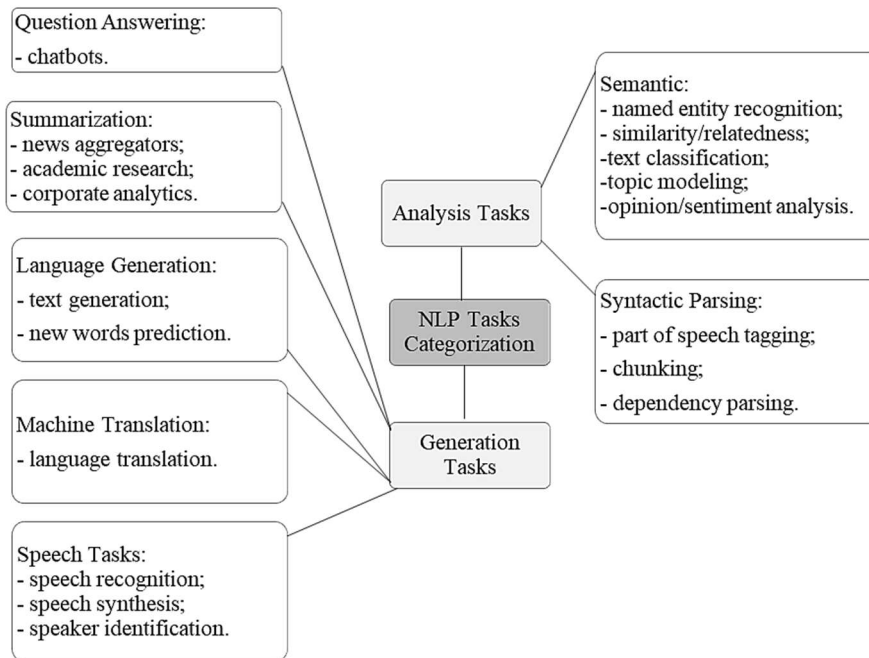 Question Answering:
- chatbots.
Summarization:
- news aggregators;
- academic research;
- corporate analytics.
Language Generation:
- text generation;
- new words prediction.
Machine Translation:
- language translation.
Speech Tasks:
- speech recognition;
- speech synthesis;
- speaker identification.
Analysis Tasks
NLP Tasks
Categorization
Generation
Tasks
Semantic:
- named entity recognition;
- similarity/relatedness;
-text classification;
-topic modeling;
-opinion/sentiment analysis.
Syntactic Parsing:
- part of speech tagging;
- chunking;
- dependency parsing.